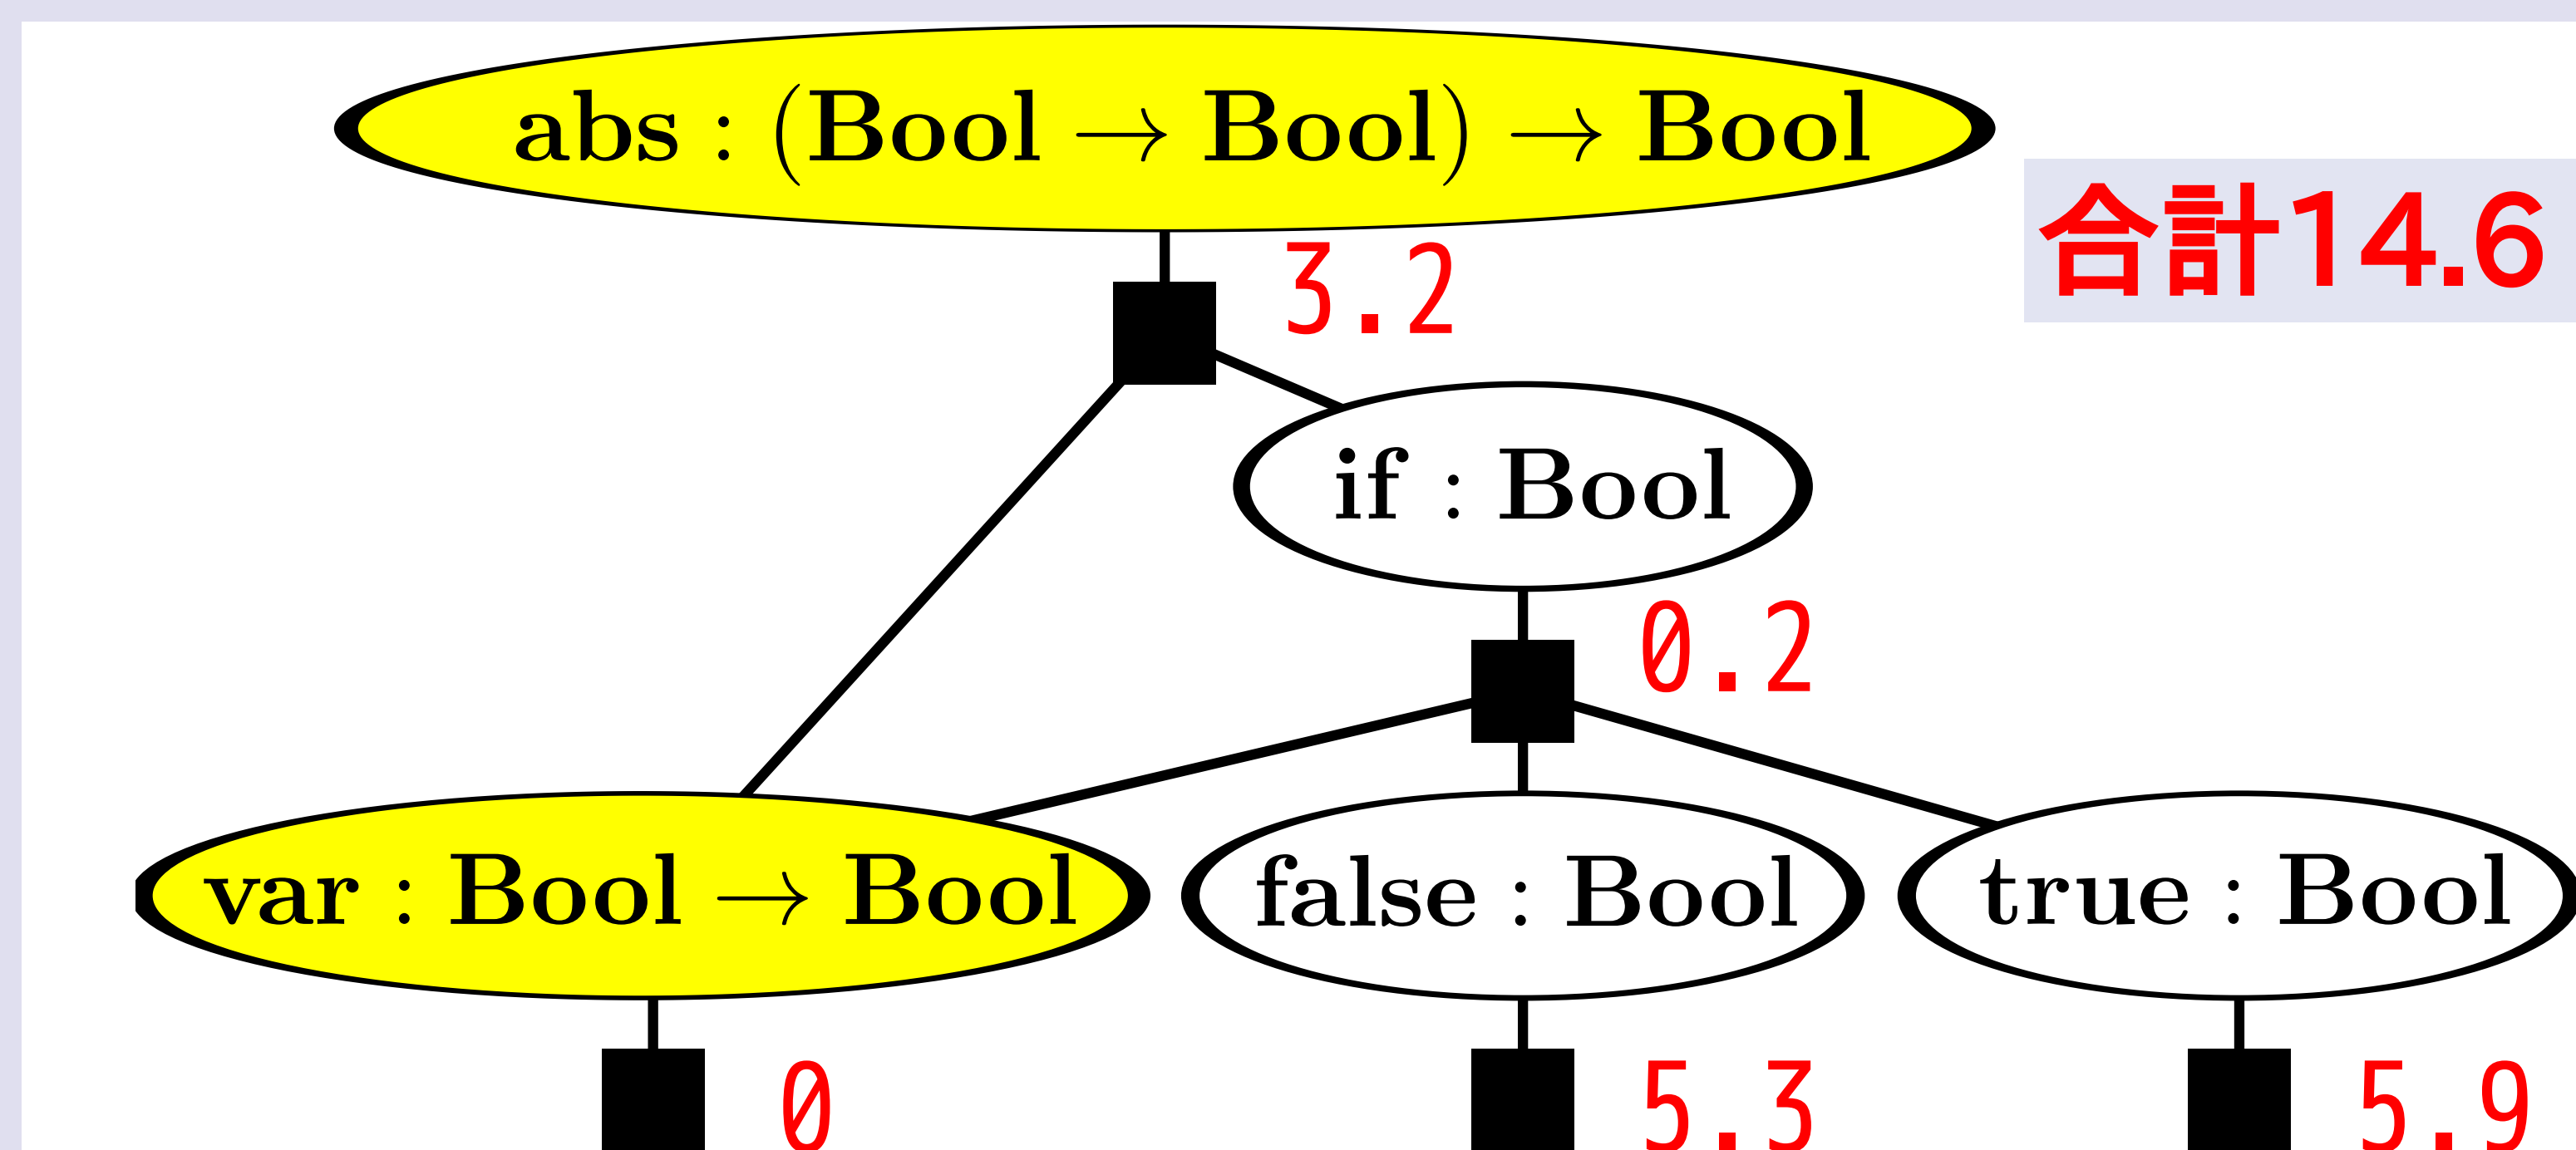 abs : (Bool → Bool) → Bool
合計14.6
3.2
if : Bool
0.2
var : Bool → Bool
false : Bool
true : Bool
0
5.3
5.9